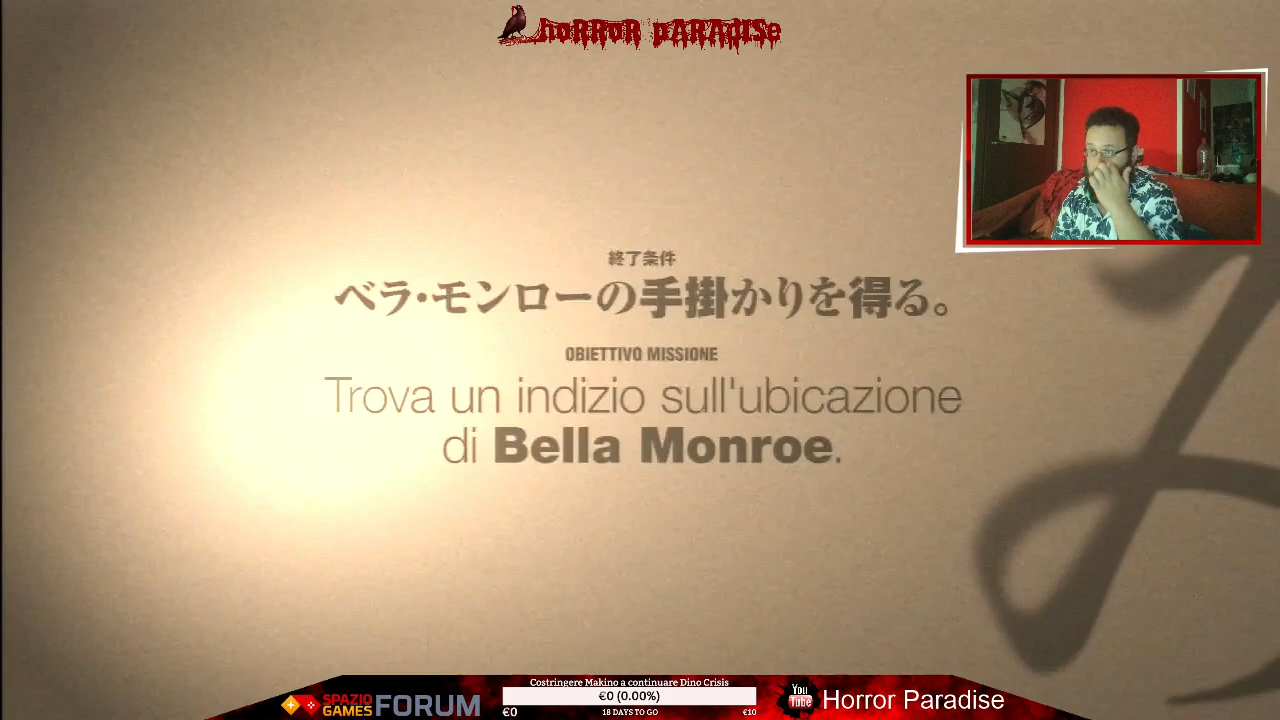 hoRRoR pARAdISe
終了条件
ベラ・モンローの手掛かりを得る。
OBIETTIVO MISSIONE
Trova un indizio sull'ubicazione
di Bella Monroe.
SPAZIO
GAMES FORUM
Costringere Makino a continuare Dino Crisis
€0 (0.00%)
€0 18 DAYS TO GO €10
You
Tube Horror Paradise